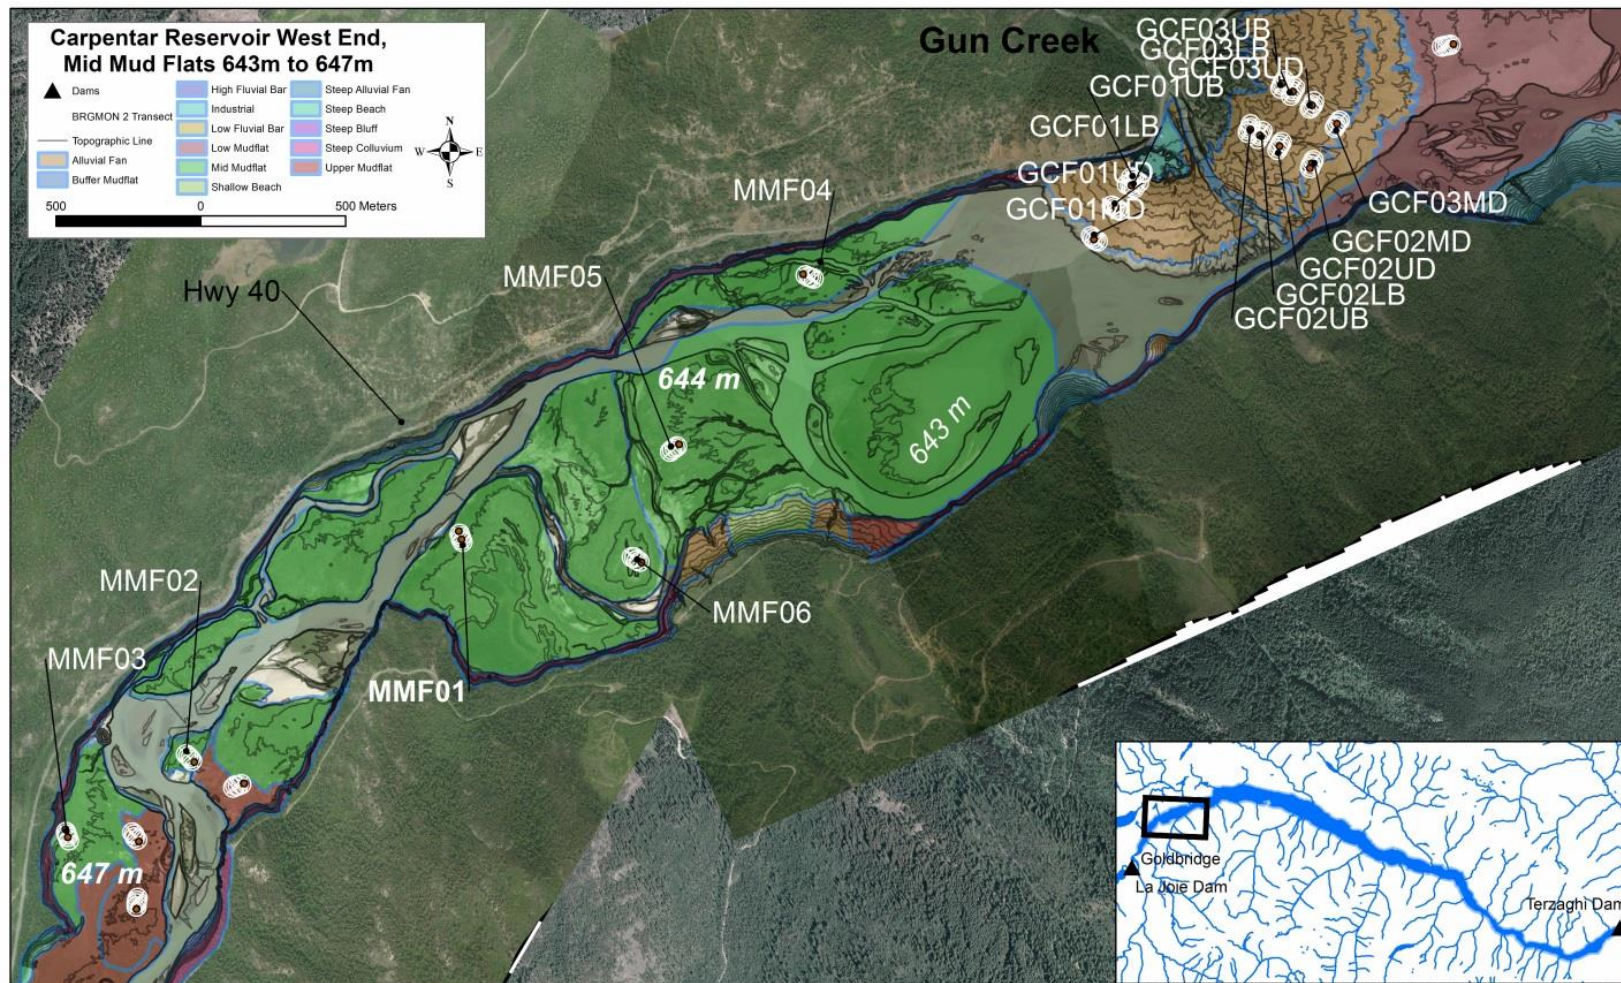 Carpentar Reservoir West End,
Mid Mud Flats 643m to 647m
Dams
BRGMON 2 Transect
Topographic Line
Alluvial Fan
Buffer Mudflat
High Fluvial Bar
Industrial
Low Fluvial Bar
Low Mudflat
Mid Mudflat
Shallow Beach
Steep Alluvial Fan
Steep Beach
Steep Bluff
Steep Colluvium
Upper Mudflat
N
W E
S
500 0 500 Meters
Gun Creek
GCF03UB
GCF03LB
GCF03UD
GCF01UB
GCF01LB
GCF01UD
GCF01MD
GCF03MD
GCF02MD
GCF02UD
GCF02LB
GCF02UB
MMF04
MMF05
Hwy 40
644 m
643 m
MMF02
MMF06
MMF03
MMF01
647 m
Goldbridge
La Joie Dam
Terzaghi Dam